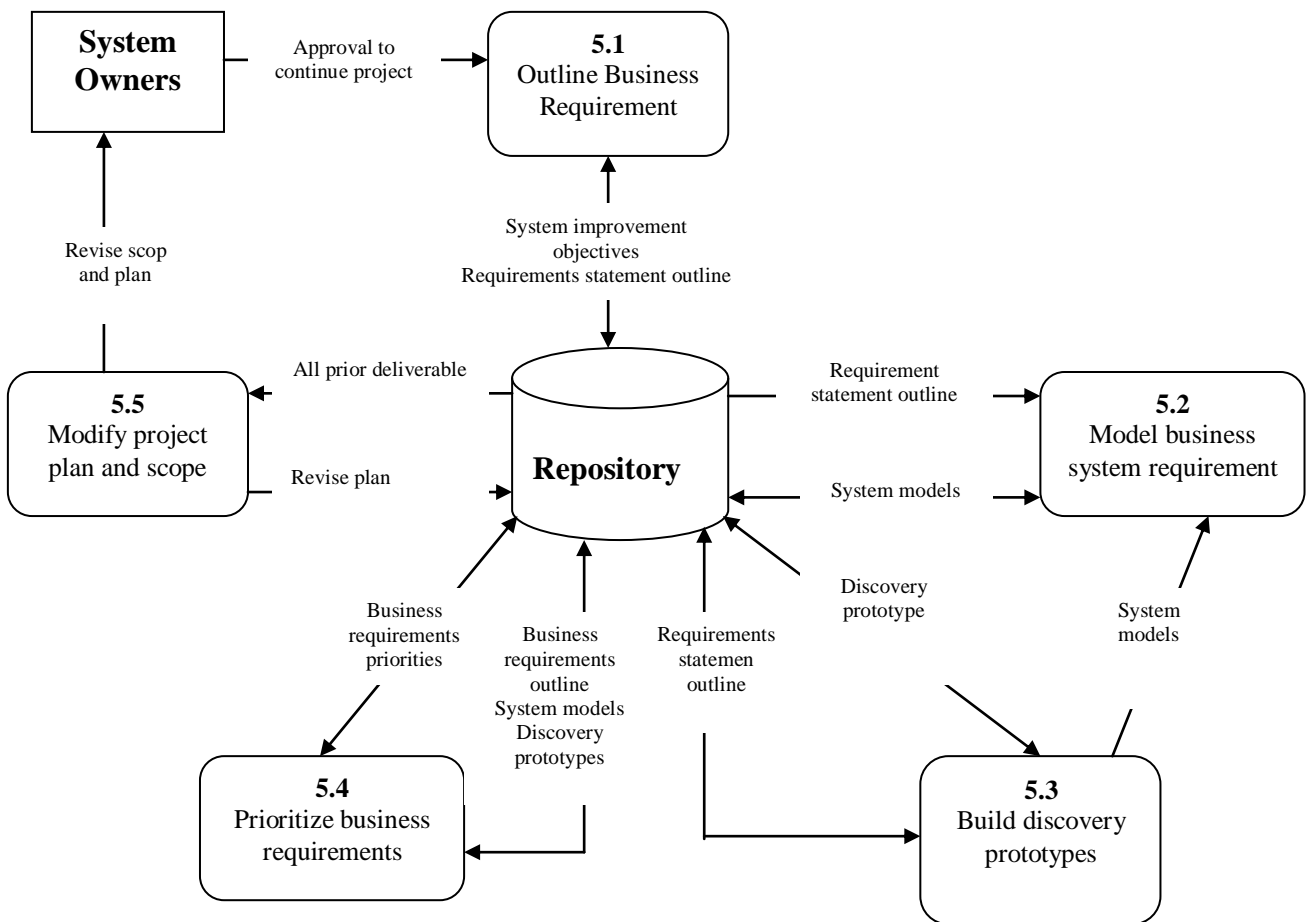 System
Owners
Approval to
continue project
5.1
Outline Business
Requirement
System improvement
objectives
Requirements statement outline
Revise scop
and plan
All prior deliverable
Requirement
statement outline
5.5
Modify project
plan and scope
5.2
Model business
system requirement
Repository
Revise plan
System models
Business
requirements
priorities
Business
requirements
outline
System models
Discovery
prototypes
Requirements
statemen
outline
Discovery
prototype
System
models
5.4
Prioritize business
requirements
5.3
Build discovery
prototypes